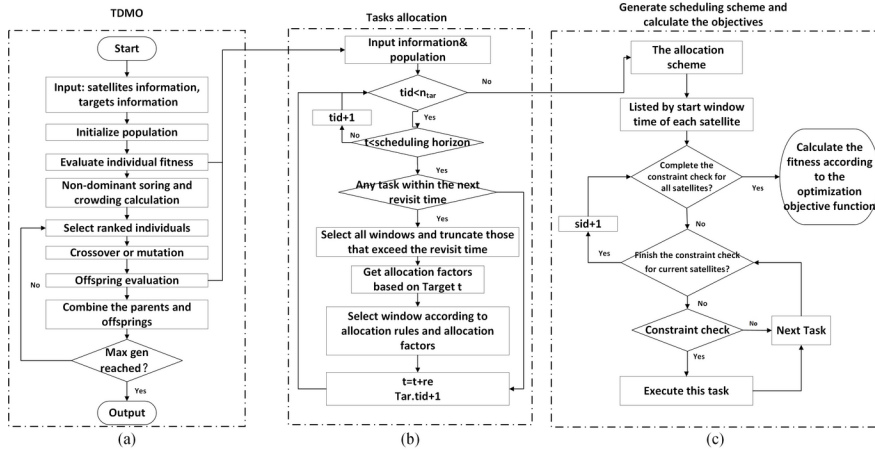 TDMO
Start
Input: satellites information,
targets information
Initialize population
Evaluate individual fitness
Non-dominant soring and
crowding calculation
Select ranked individuals
Crossover or mutation
Offspring evaluation
No
Combine the parents and
offsprings
Max gen
reached?
Yes
Output
(a)
Tasks allocation
Input information&
population
tid<ntar
No
tid+1
Yes
No
t<scheduling horizon
Yes
Any task within the next
revisit time
Yes
Select all windows and truncate those
that exceed the revisit time
Get allocation factors
based on Target t
Select window according to
allocation rules and allocation
factors
t=t+re
Tar.tid+1
(b)
Generate scheduling scheme and
calculate the objectives
The allocation
scheme
Listed by start window
time of each satellite
Complete the
constraint check for
all satellites?
Yes
Calculate the
fitness according
to the
optimization
objective function
No
sid+1
Yes
Finish the constraint check
for current satellites?
No
Constraint check
No
Next Task
Yes
Execute this task
(c)